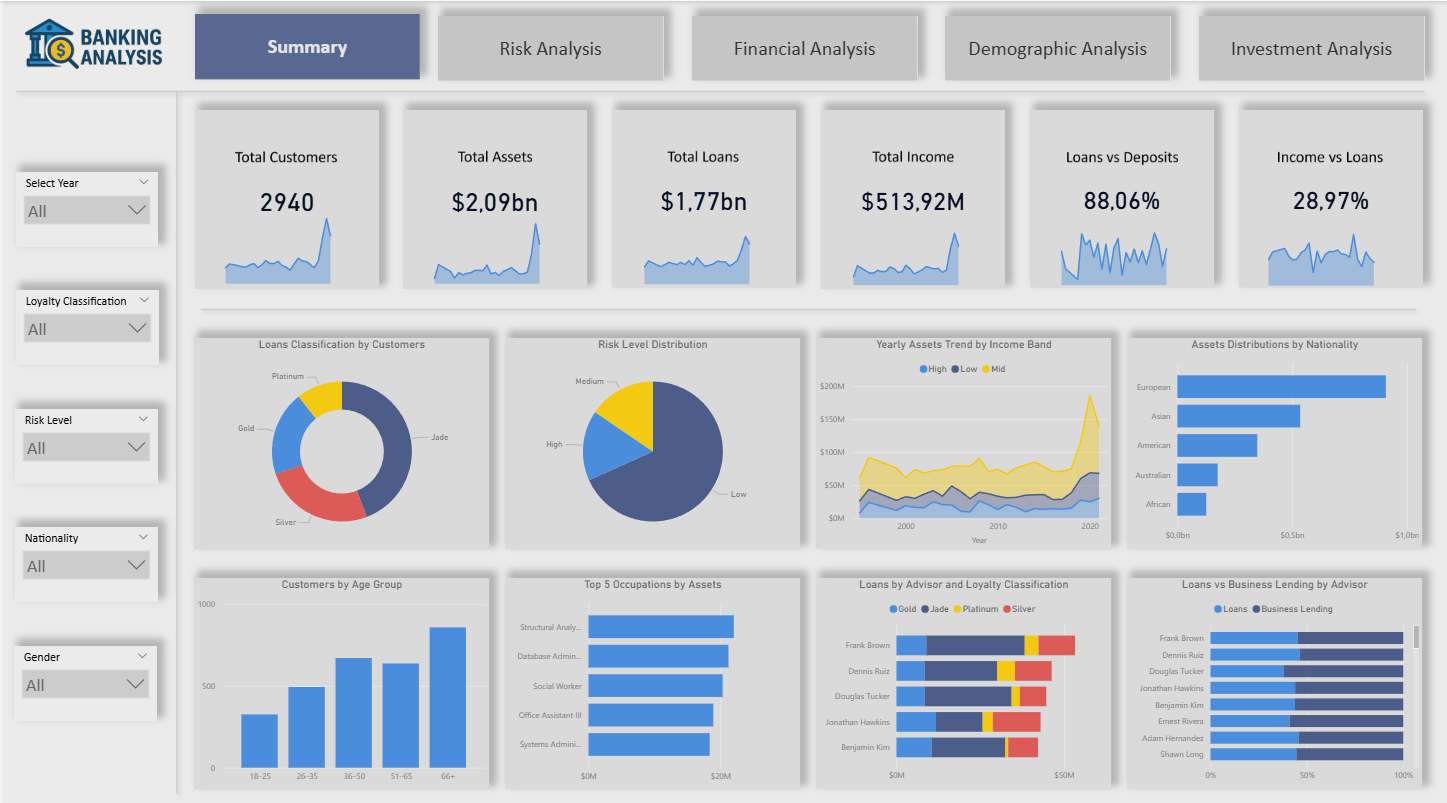 BANKING
ANALYSIS
Summary
Risk Analysis
Financial Analysis
Demographic Analysis
Investment Analysis
Select Year
All
Loyalty Classification
All
Risk Level
All
Nationality
All
Gender
All
Total Customers
2940
Total Assets
$2,09bn
Total Loans
$1,77bn
Total Income
$513,92M
Loans vs Deposits
88,06%
Income vs Loans
28,97%
Loans Classification by Customers
Platinum
Gold
Jade
Silver
Risk Level Distribution
Medium
High
Low
Yearly Assets Trend by Income Band
High Low Mid
$200M
$150M
$100M
$50M
$0M
2000 2010 2020
Year
Assets Distributions by Nationality
European
Asian
American
Australian
African
$0,0bn $0,5bn $1,0bn
Customers by Age Group
1000
500
0
18-25 26-35 36-50 51-65 66+
Top 5 Occupations by Assets
Structural Analy...
Database Admin...
Social Worker
Office Assistant III
Systems Admini...
$0M $20M
Loans by Advisor and Loyalty Classification
Gold Jade Platinum Silver
Frank Brown
Dennis Ruiz
Douglas Tucker
Jonathan Hawkins
Benjamin Kim
$0M $50M
Loans vs Business Lending by Advisor
Loans Business Lending
Frank Brown
Dennis Ruiz
Douglas Tucker
Jonathan Hawkins
Benjamin Kim
Ernest Rivera
Adam Hernandez
Shawn Long
0% 50% 100%